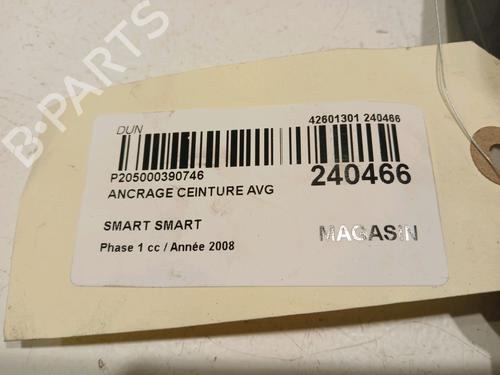 B-PARTS
DUN
42601301 240466
P205000390746
240466
ANCRAGE CEINTURE AVG
SMART SMART
MAGASIN
Phase 1 cc / Année 2008